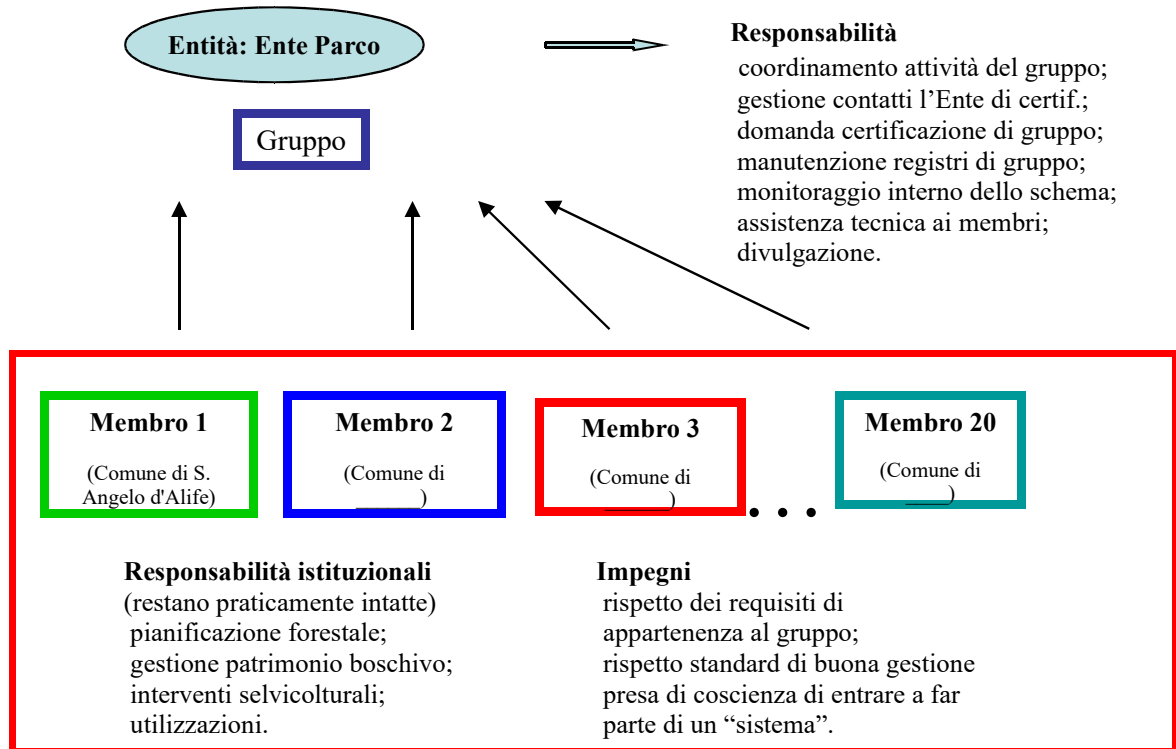 Entità: Ente Parco
Gruppo
Responsabilità
coordinamento attività del gruppo;
gestione contatti l’Ente di certif.;
domanda certificazione di gruppo;
manutenzione registri di gruppo;
monitoraggio interno dello schema;
assistenza tecnica ai membri;
divulgazione.
Membro 1
(Comune di S.
Angelo d'Alife)
Membro 2
(Comune di
_______)
Membro 3
(Comune di
_______)
. . .
Membro 20
(Comune di
_____)
Responsabilità istituzionali
(restano praticamente intatte)
pianificazione forestale;
gestione patrimonio boschivo;
interventi selvicolturali;
utilizzazioni.
Impegni
rispetto dei requisiti di
appartenenza al gruppo;
rispetto standard di buona gestione
presa di coscienza di entrare a far
parte di un “sistema”.